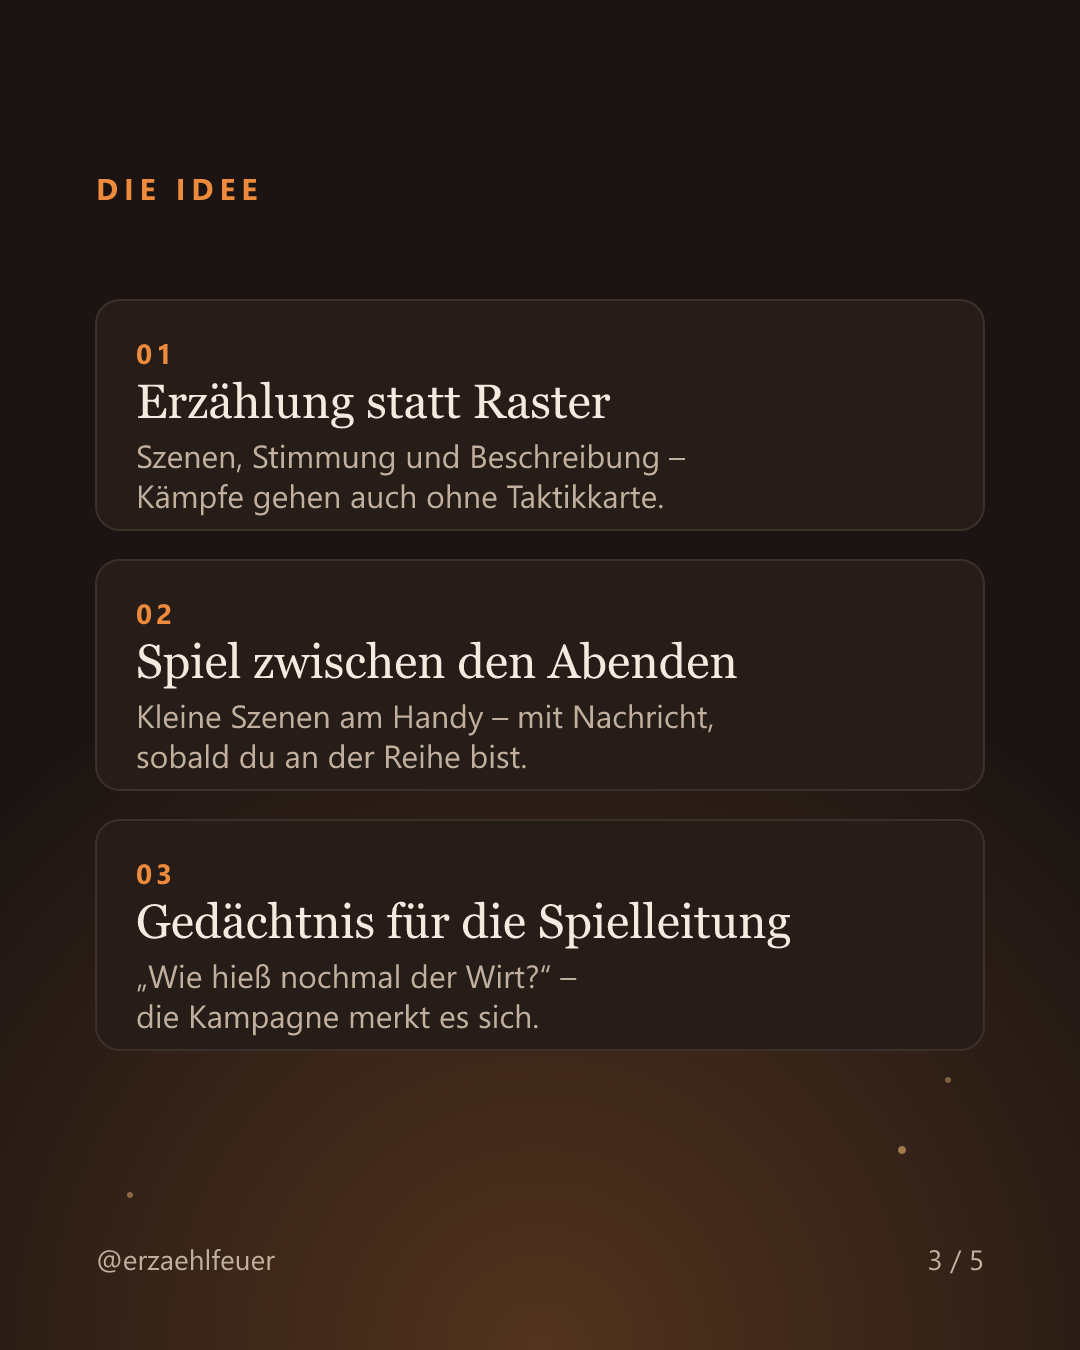 DIE IDEE
01
Erzählung statt Raster
Szenen, Stimmung und Beschreibung –
Kämpfe gehen auch ohne Taktikkarte.
02
Spiel zwischen den Abenden
Kleine Szenen am Handy – mit Nachricht,
sobald du an der Reihe bist.
03
Gedächtnis für die Spielleitung
„Wie hieß nochmal der Wirt?“ –
die Kampagne merkt es sich.
@erzaehlfeuer
3 / 5